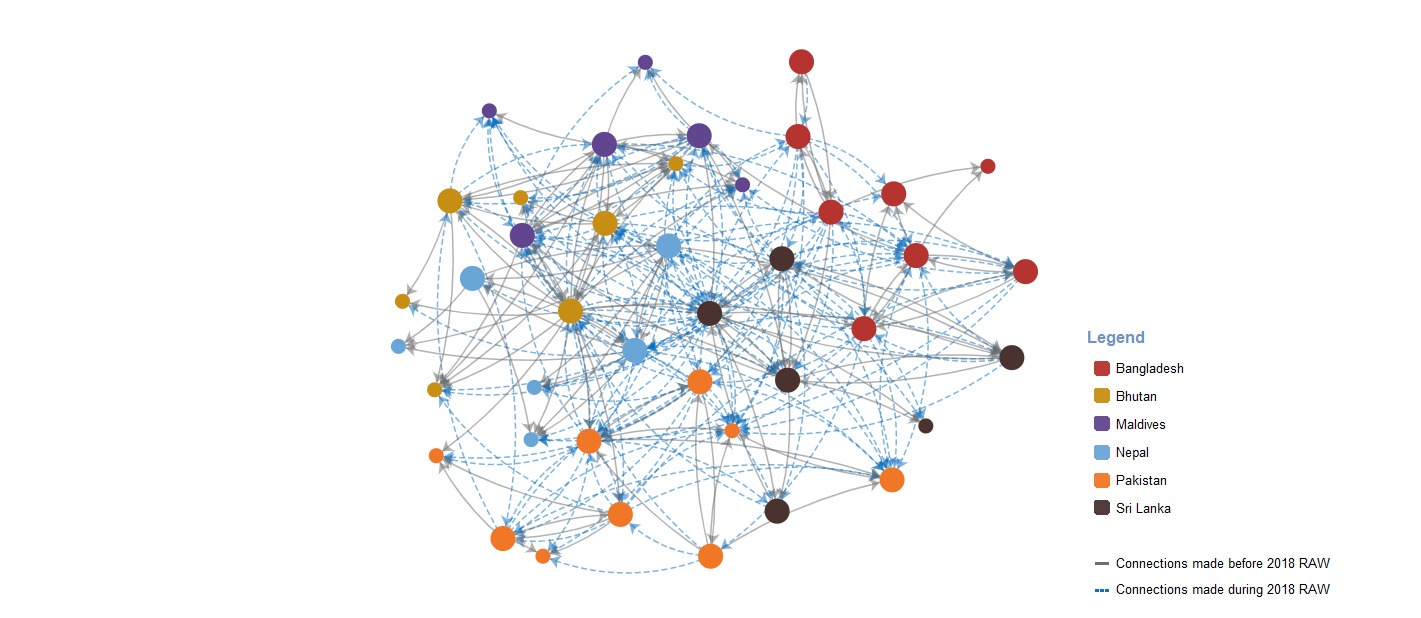 Legend
Bangladesh
Bhutan
Maldives
Nepal
Pakistan
Sri Lanka
Connections made before 2018 RAW
Connections made during 2018 RAW